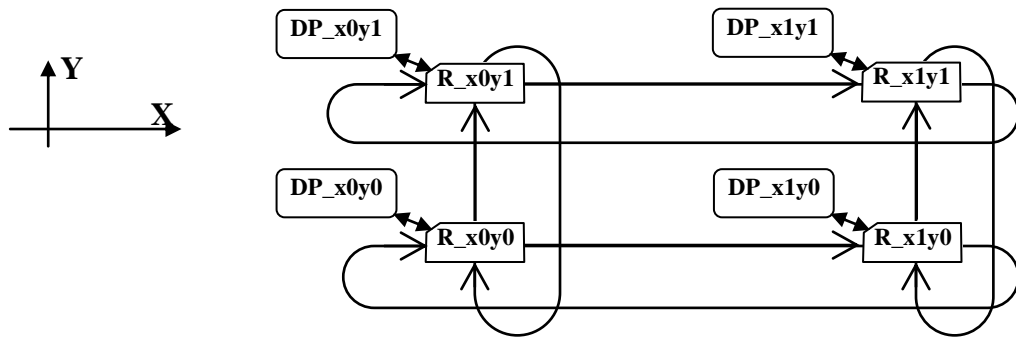 DP_x0y1
DP_x1y1
Y
R_x0y1
R_x1y1
X
DP_x0y0
DP_x1y0
R_x0y0
R_x1y0